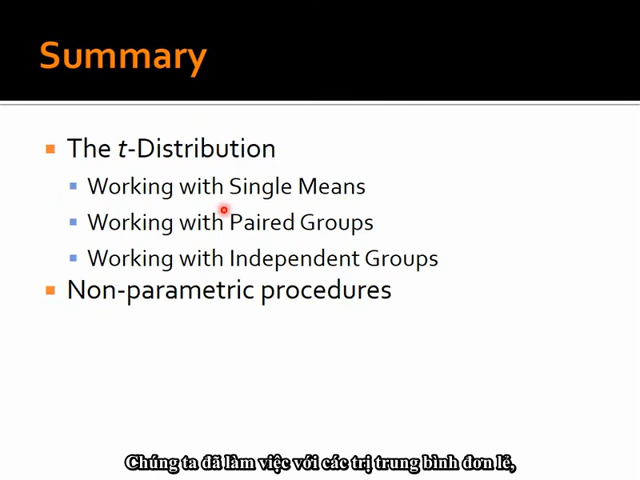 Summary
The t-Distribution
Working with Single Means
Working with Paired Groups
Working with Independent Groups
Non-parametric procedures
Chúng ta đã làm việc với các trị trung bình đơn lẻ,